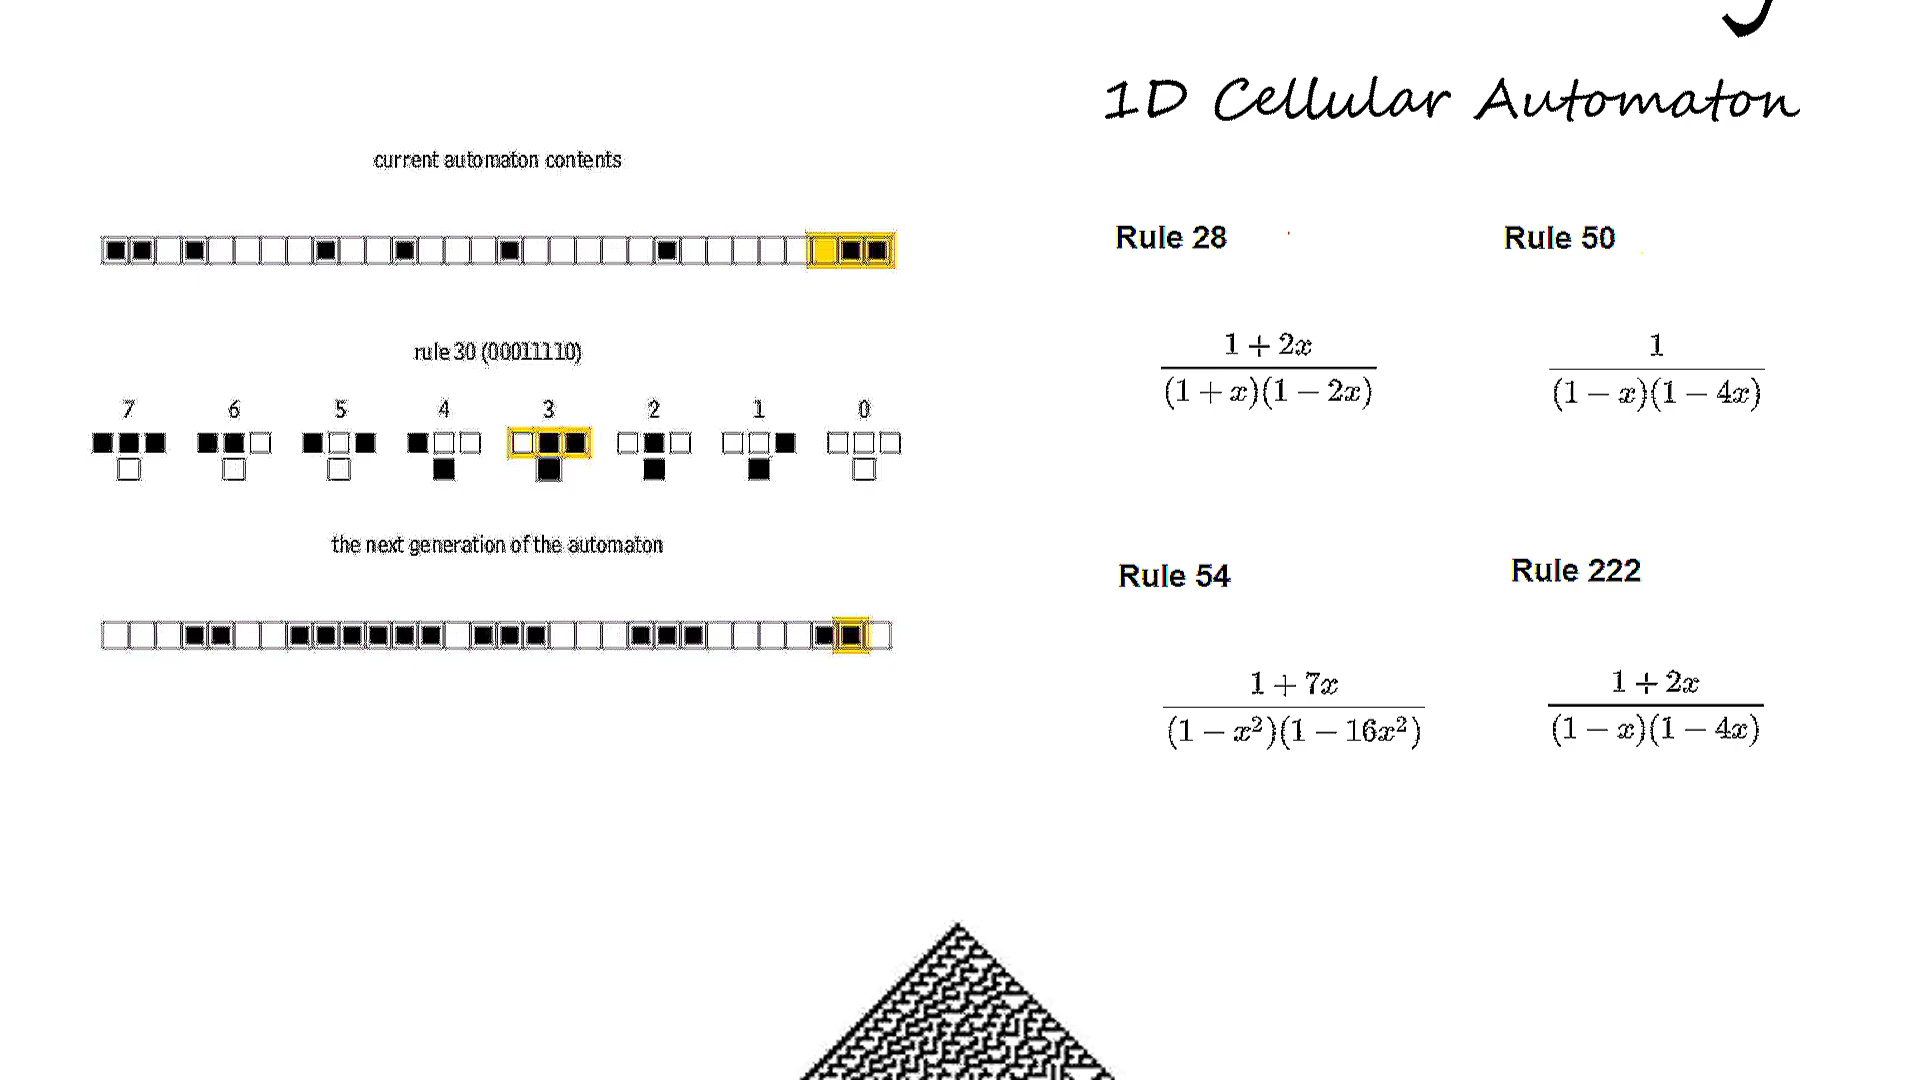 1D Cellular Automaton
current automaton contents
rule 30 (00011110)
7 6 5 4 3 2 1 0
the next generation of the automaton
Rule 28
1 + 2x
(1 + x)(1 − 2x)
Rule 50
1
(1 − x)(1 − 4x)
Rule 54
1 + 7x
(1 − x²)(1 − 16x²)
Rule 222
1 + 2x
(1 − x)(1 − 4x)